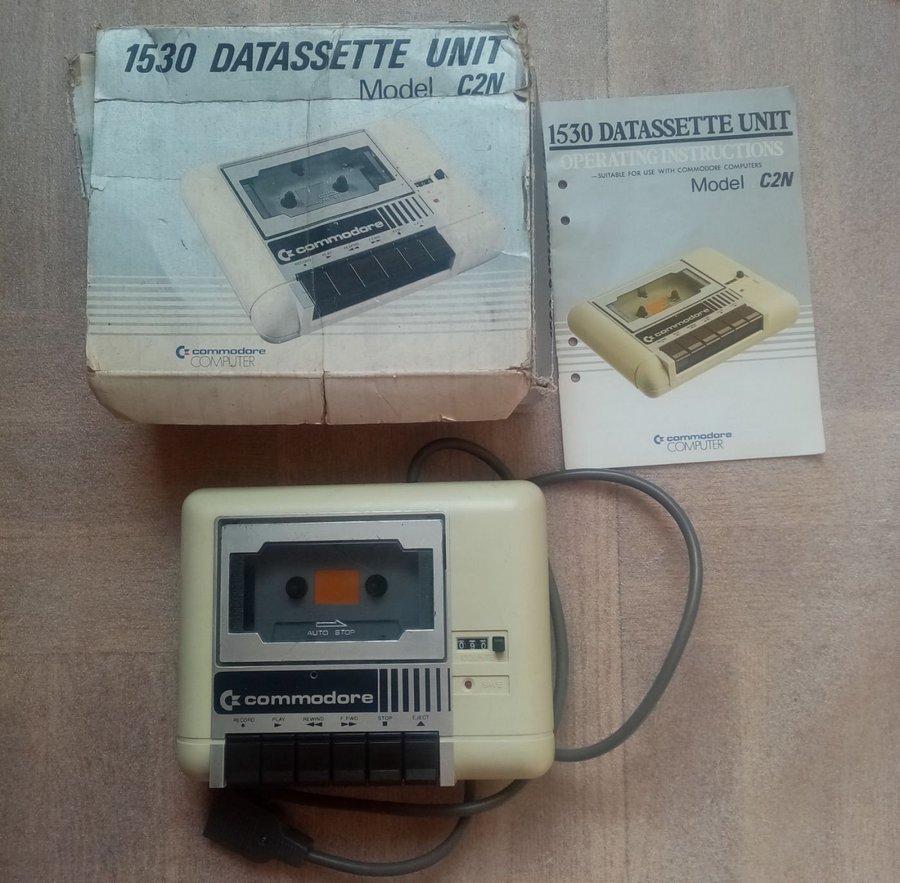 1530 DATASSETTE UNIT
Model C2N
commodore
commodore
COMPUTER
1530 DATASSETTE UNIT
OPERATING INSTRUCTIONS
—SUITABLE FOR USE WITH COMMODORE COMPUTERS
Model C2N
commodore
commodore
COMPUTER
AUTO STOP
SAVE
commodore
RECORD PLAY REWIND F.FWD STOP EJECT